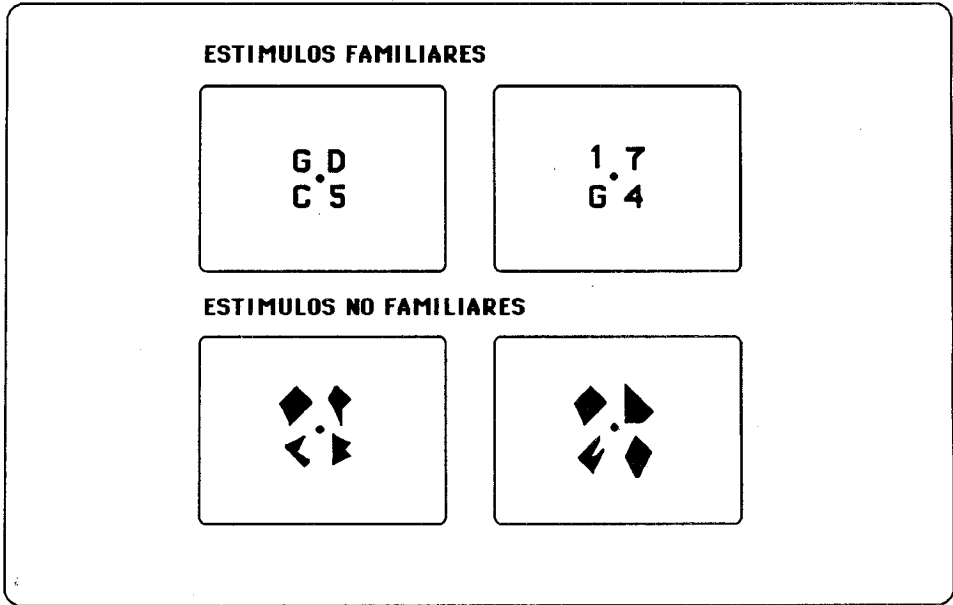 ESTIMULOS FAMILIARES
G D
C 5
1 7
G 4
ESTIMULOS NO FAMILIARES